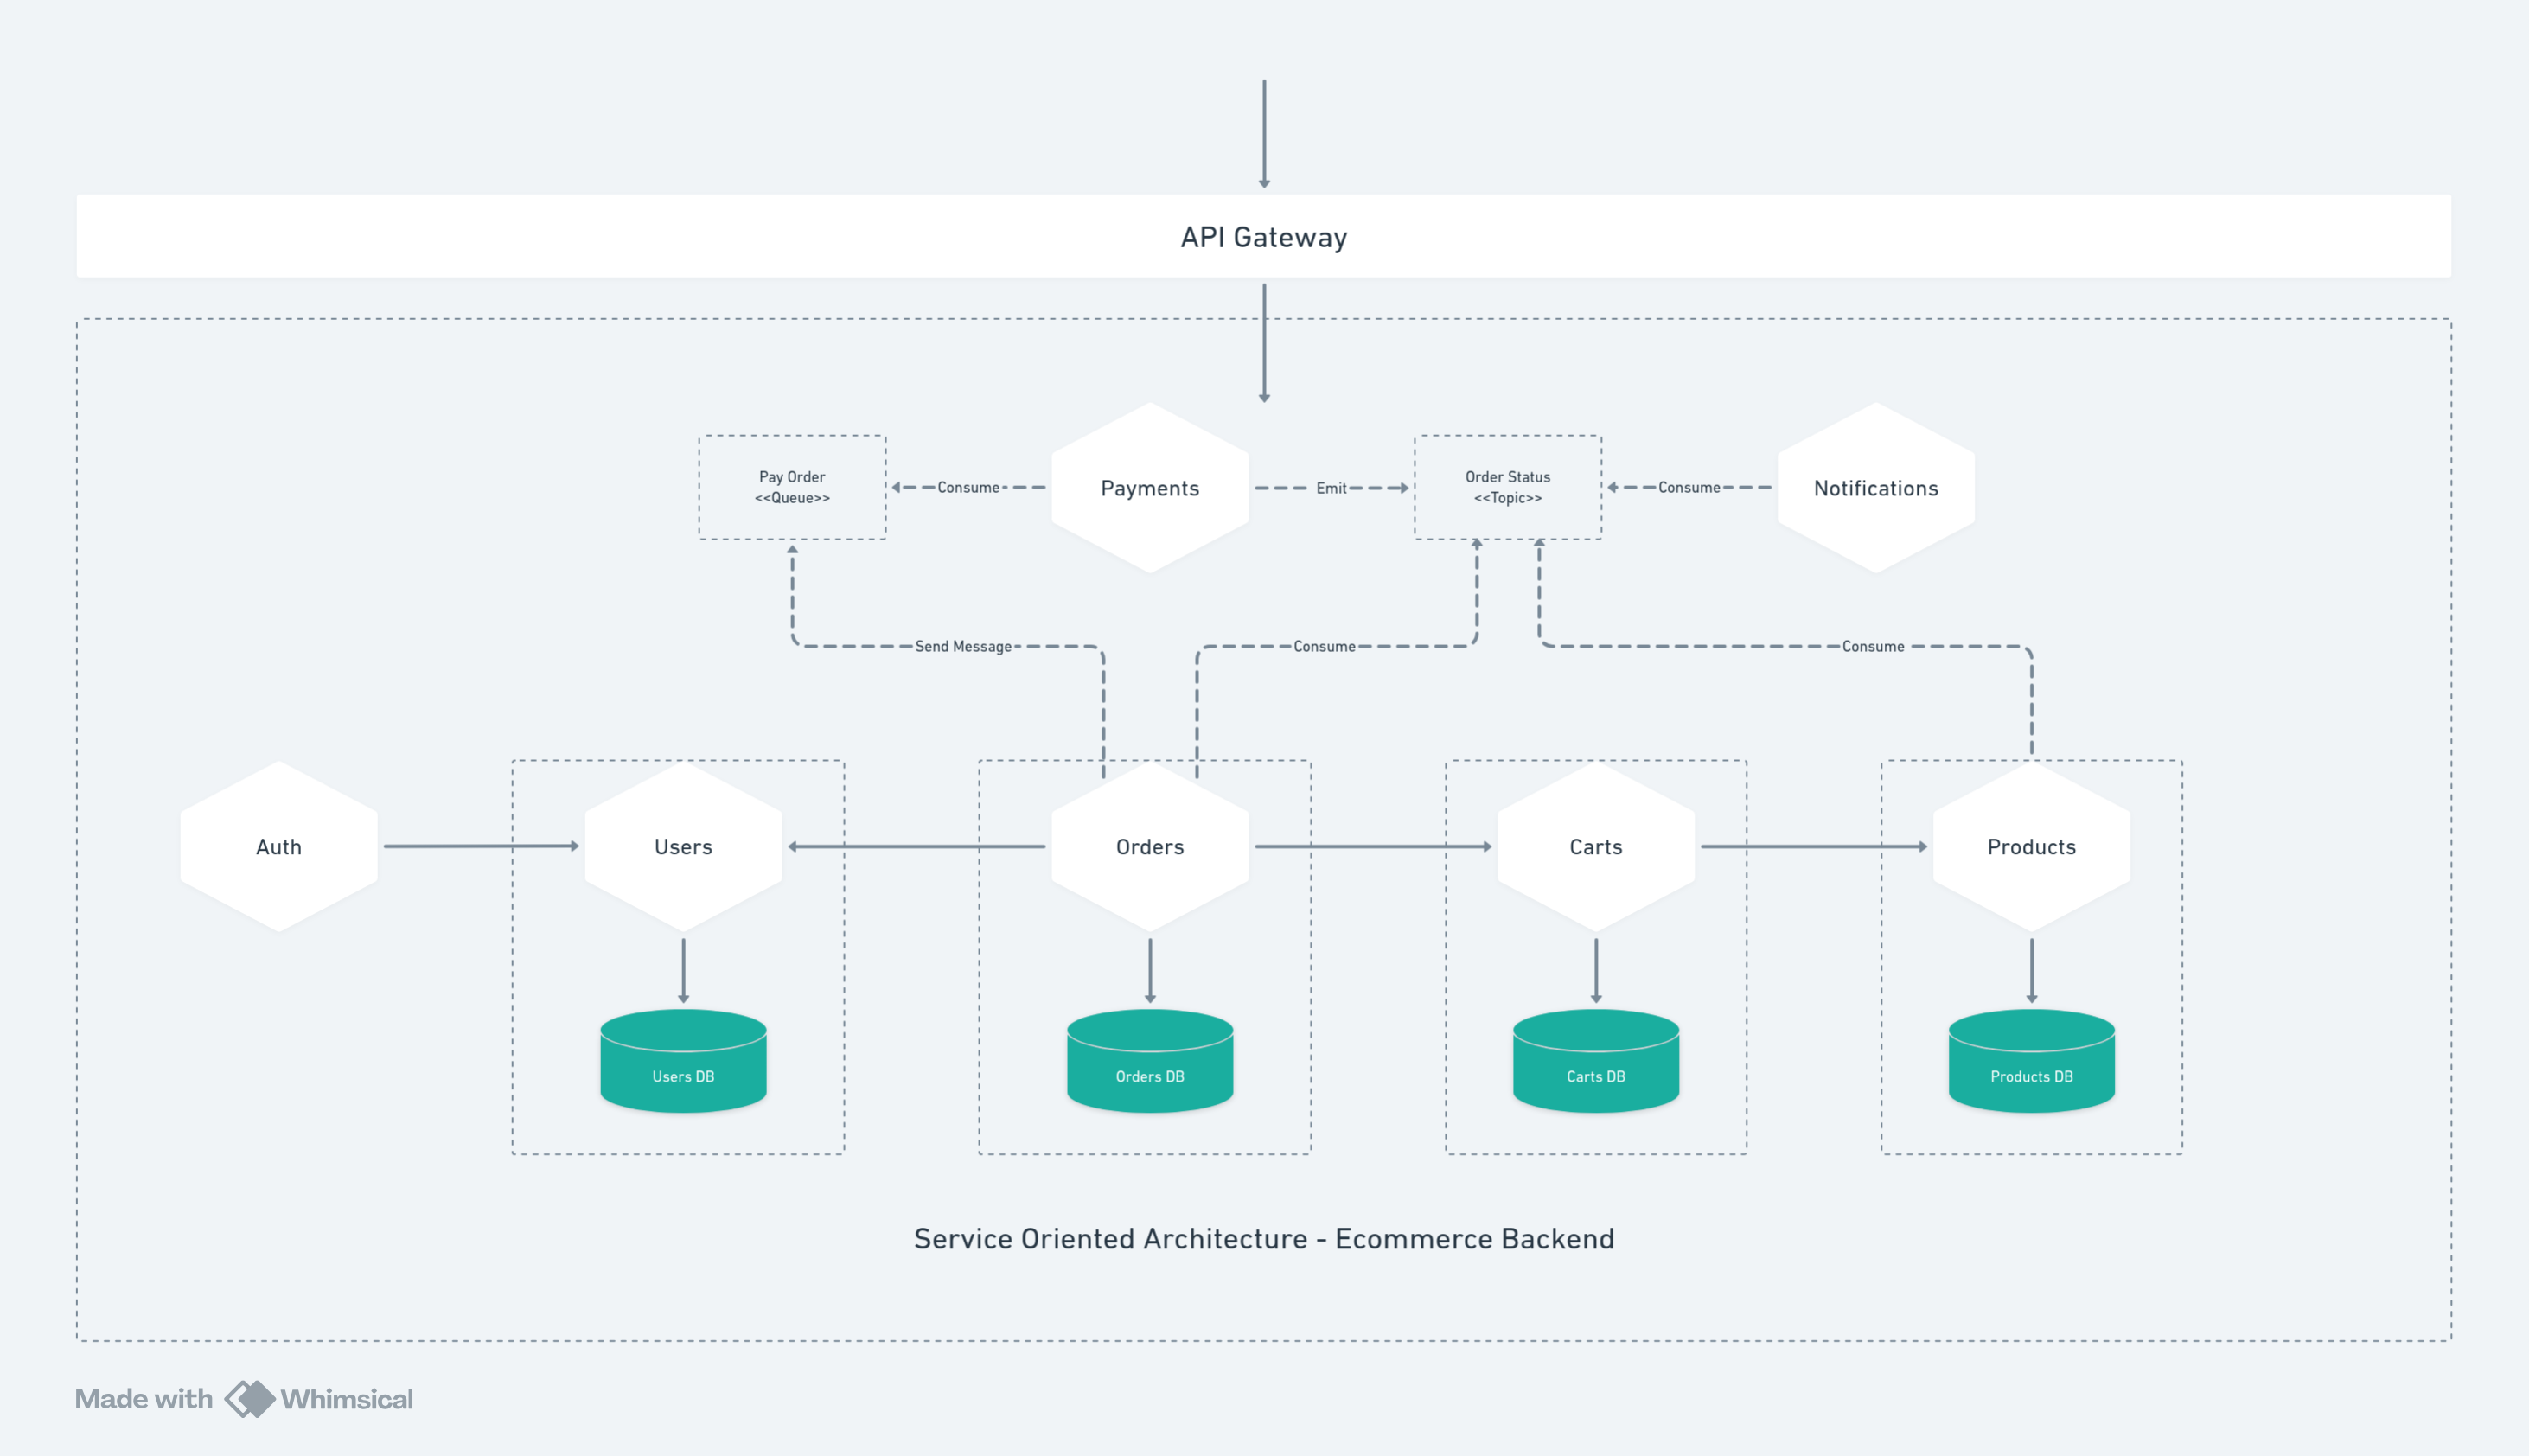 API Gateway
Pay Order
<<Queue>>
Consume
Payments
Emit
Order Status
<<Topic>>
Consume
Notifications
Send Message
Consume
Consume
Auth
Users
Orders
Carts
Products
Users DB
Orders DB
Carts DB
Products DB
Service Oriented Architecture - Ecommerce Backend
Made with Whimsical